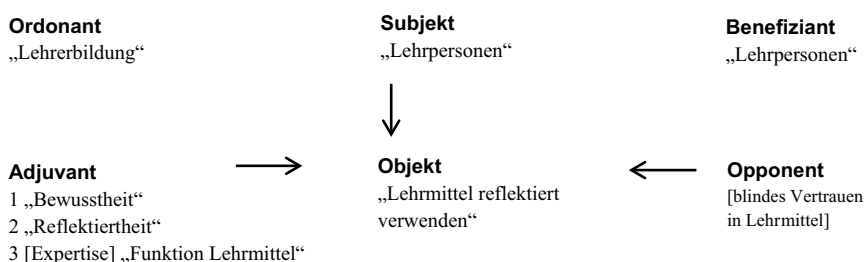 Ordonant
„Lehrerbildung“
Subjekt
„Lehrpersonen“
Benefiziant
„Lehrpersonen“
Adjuvant
1 „Bewusstheit“
2 „Reflektiertheit“
3 [Expertise] „Funktion Lehrmittel“
Objekt
„Lehrmittel reflektiert
verwenden“
Opponent
[blindes Vertrauen
in Lehrmittel]